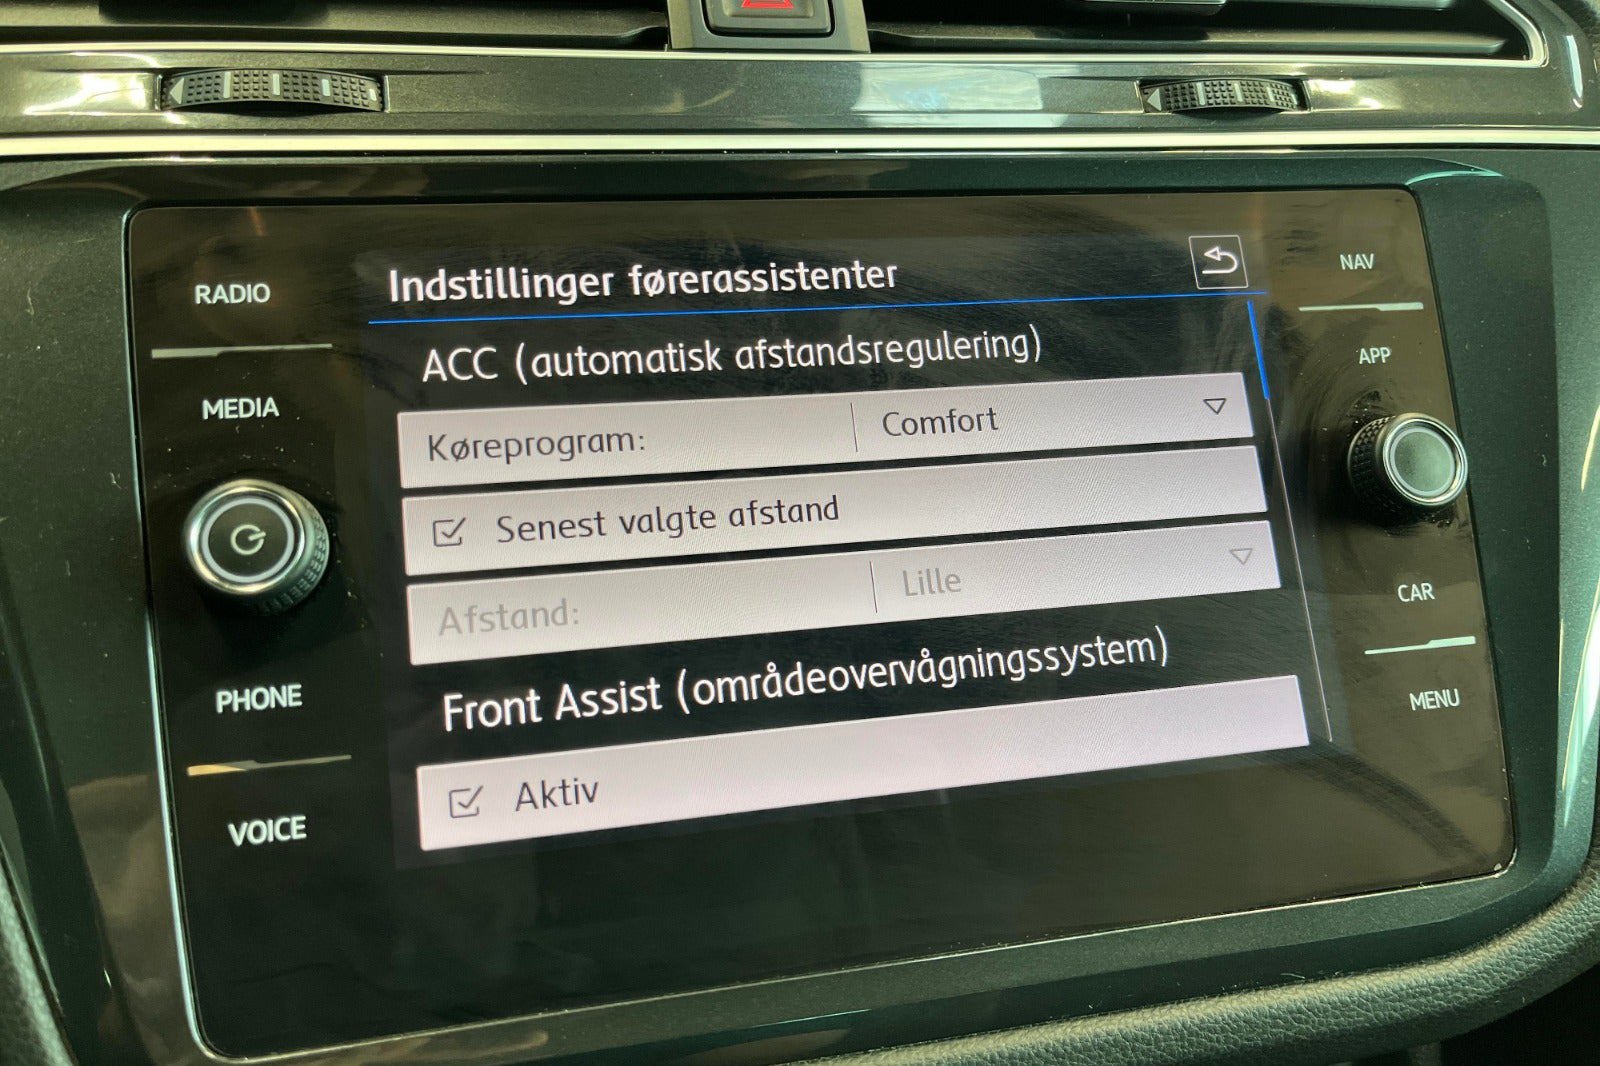 Indstillinger førerassistenter
ACC (automatisk afstandsregulering)
Køreprogram: Comfort
Senest valgte afstand
Afstand: Lille
Front Assist (områdeovervågningssystem)
Aktiv
RADIO
MEDIA
PHONE
VOICE
NAV
APP
CAR
MENU